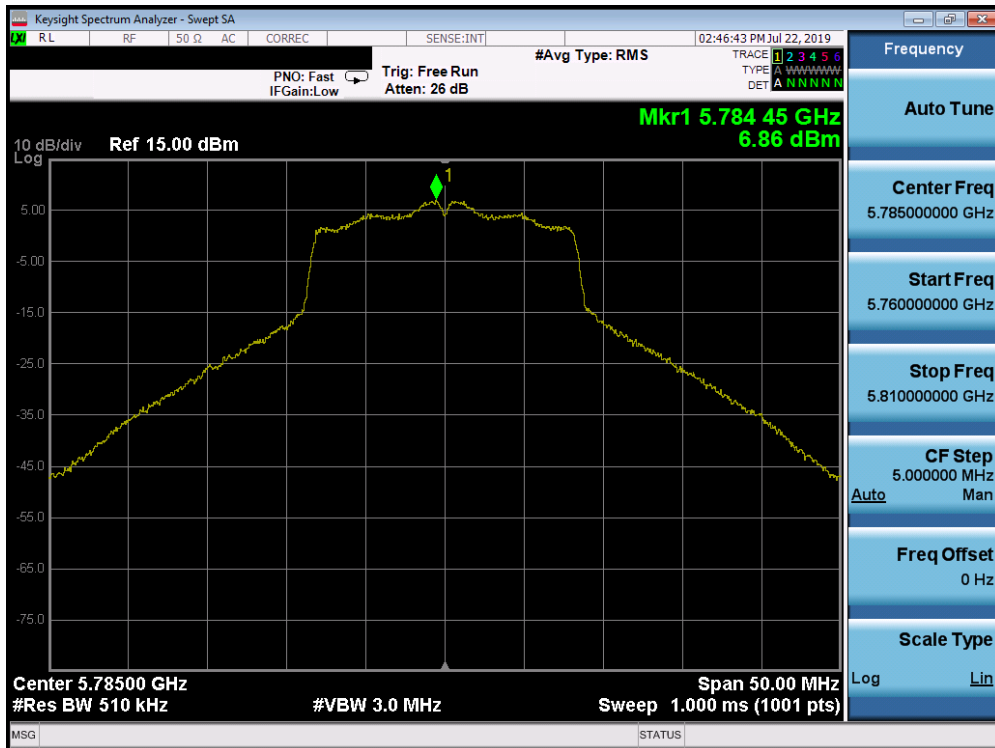 Keysight Spectrum Analyzer - Swept SA
LXI RL RF 50 Ω AC CORREC SENSE:INT 02:46:43 PM Jul 22, 2019
#Avg Type: RMS TRACE 1 2 3 4 5 6
PNO: Fast Trig: Free Run TYPE A WWWWW
IFGain:Low Atten: 26 dB DET A N N N N N
Mkr1 5.784 45 GHz
6.86 dBm
10 dB/div Ref 15.00 dBm
Log
1
5.00
-5.00
-15.0
-25.0
-35.0
-45.0
-55.0
-65.0
-75.0
Center 5.78500 GHz Span 50.00 MHz
#Res BW 510 kHz #VBW 3.0 MHz Sweep 1.000 ms (1001 pts)
MSG STATUS
Frequency
Auto Tune
Center Freq
5.785000000 GHz
Start Freq
5.760000000 GHz
Stop Freq
5.810000000 GHz
CF Step
5.000000 MHz
Auto Man
Freq Offset
0 Hz
Scale Type
Log Lin